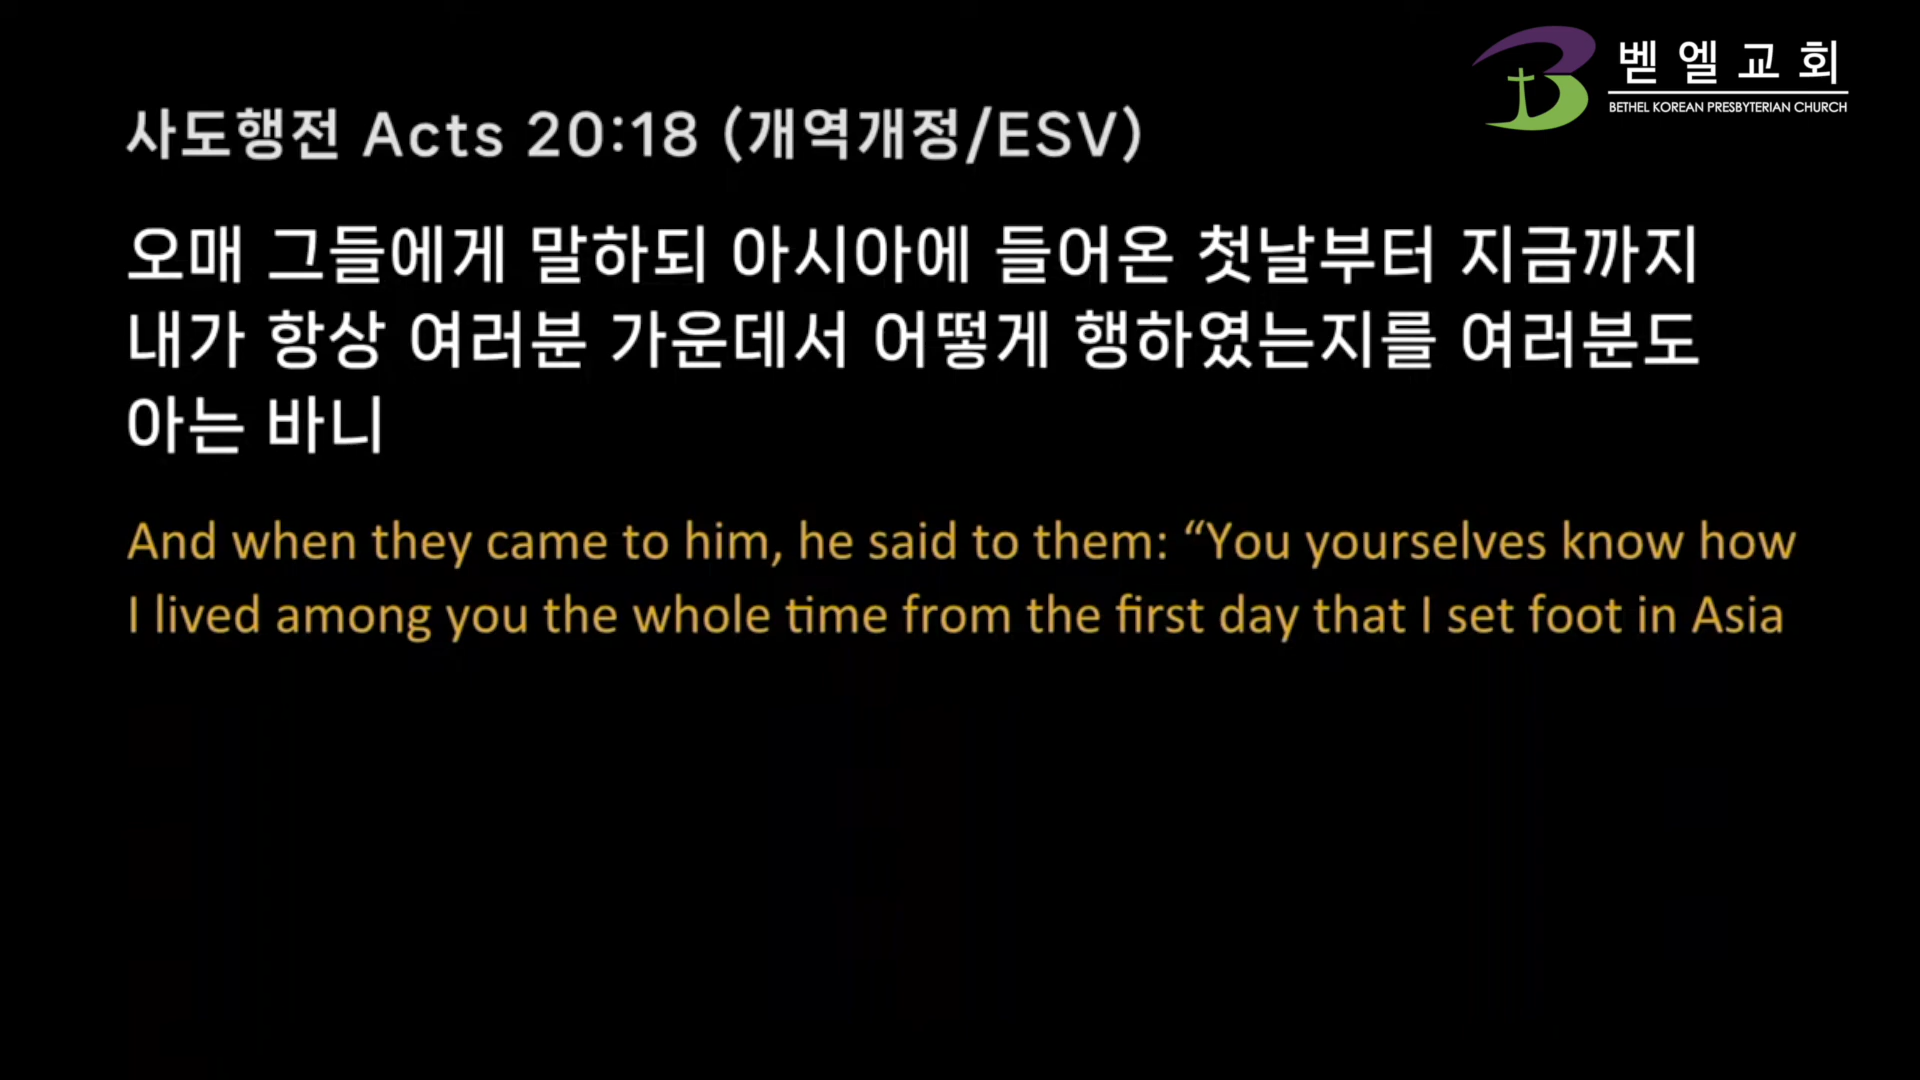 벧엘교회
BETHEL KOREAN PRESBYTERIAN CHURCH
사도행전 Acts 20:18 (개역개정/ESV)
오매 그들에게 말하되 아시아에 들어온 첫날부터 지금까지
내가 항상 여러분 가운데서 어떻게 행하였는지를 여러분도
아는 바니
And when they came to him, he said to them: “You yourselves know how
I lived among you the whole time from the first day that I set foot in Asia